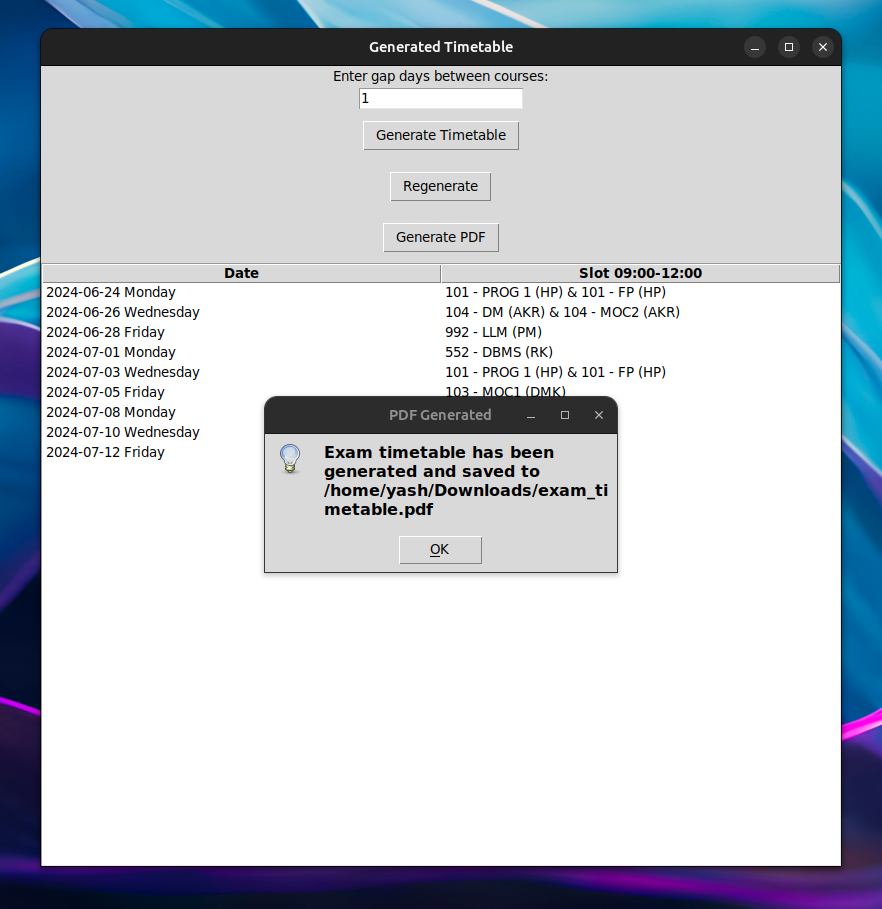 Generated Timetable
Enter gap days between courses:
1
Generate Timetable
Regenerate
Generate PDF
Date Slot 09:00-12:00
2024-06-24 Monday 101 - PROG 1 (HP) & 101 - FP (HP)
2024-06-26 Wednesday 104 - DM (AKR) & 104 - MOC2 (AKR)
2024-06-28 Friday 992 - LLM (PM)
2024-07-01 Monday 552 - DBMS (RK)
2024-07-03 Wednesday 101 - PROG 1 (HP) & 101 - FP (HP)
2024-07-05 Friday 103 - MOC1 (DMK)
2024-07-08 Monday
2024-07-10 Wednesday
2024-07-12 Friday
PDF Generated
Exam timetable has been
generated and saved to
/home/yash/Downloads/exam_ti
metable.pdf
OK